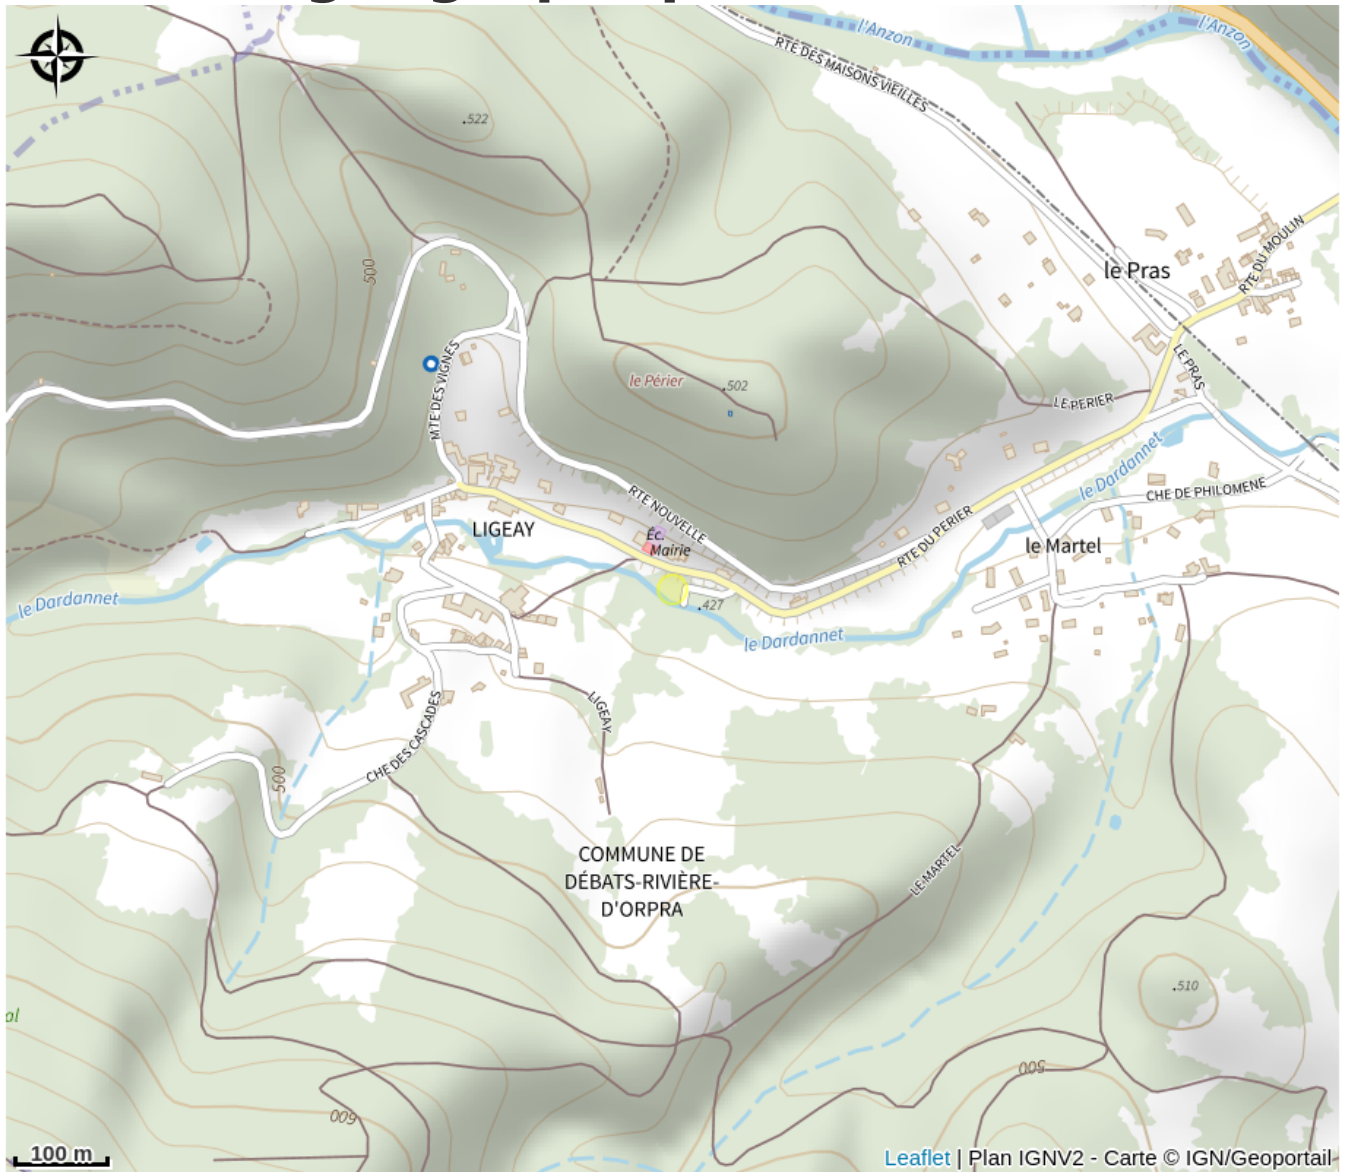 l'Anzon
l'Anzon
RTE DES MAISONS VIEILLES
522
le Pras
RTE DU MOULIN
500
MTE DES VIGNES
le Périer
502
LE PERIER
LE PRAS
le Dardannet
CHE DE PHILOMENE
RTE NOUVELLE
LIGEAY
Éc.
Mairie
RTE DU PERIER
le Martel
le Dardannet
427
le Dardannet
LIGEAY
CHE DES CASCADES
500
COMMUNE DE
DÉBATS-RIVIÈRE-
D'ORPRA
LE MARTEL
510
al
500
600
100 m
Leaflet | Plan IGNV2 - Carte © IGN/Geoportail